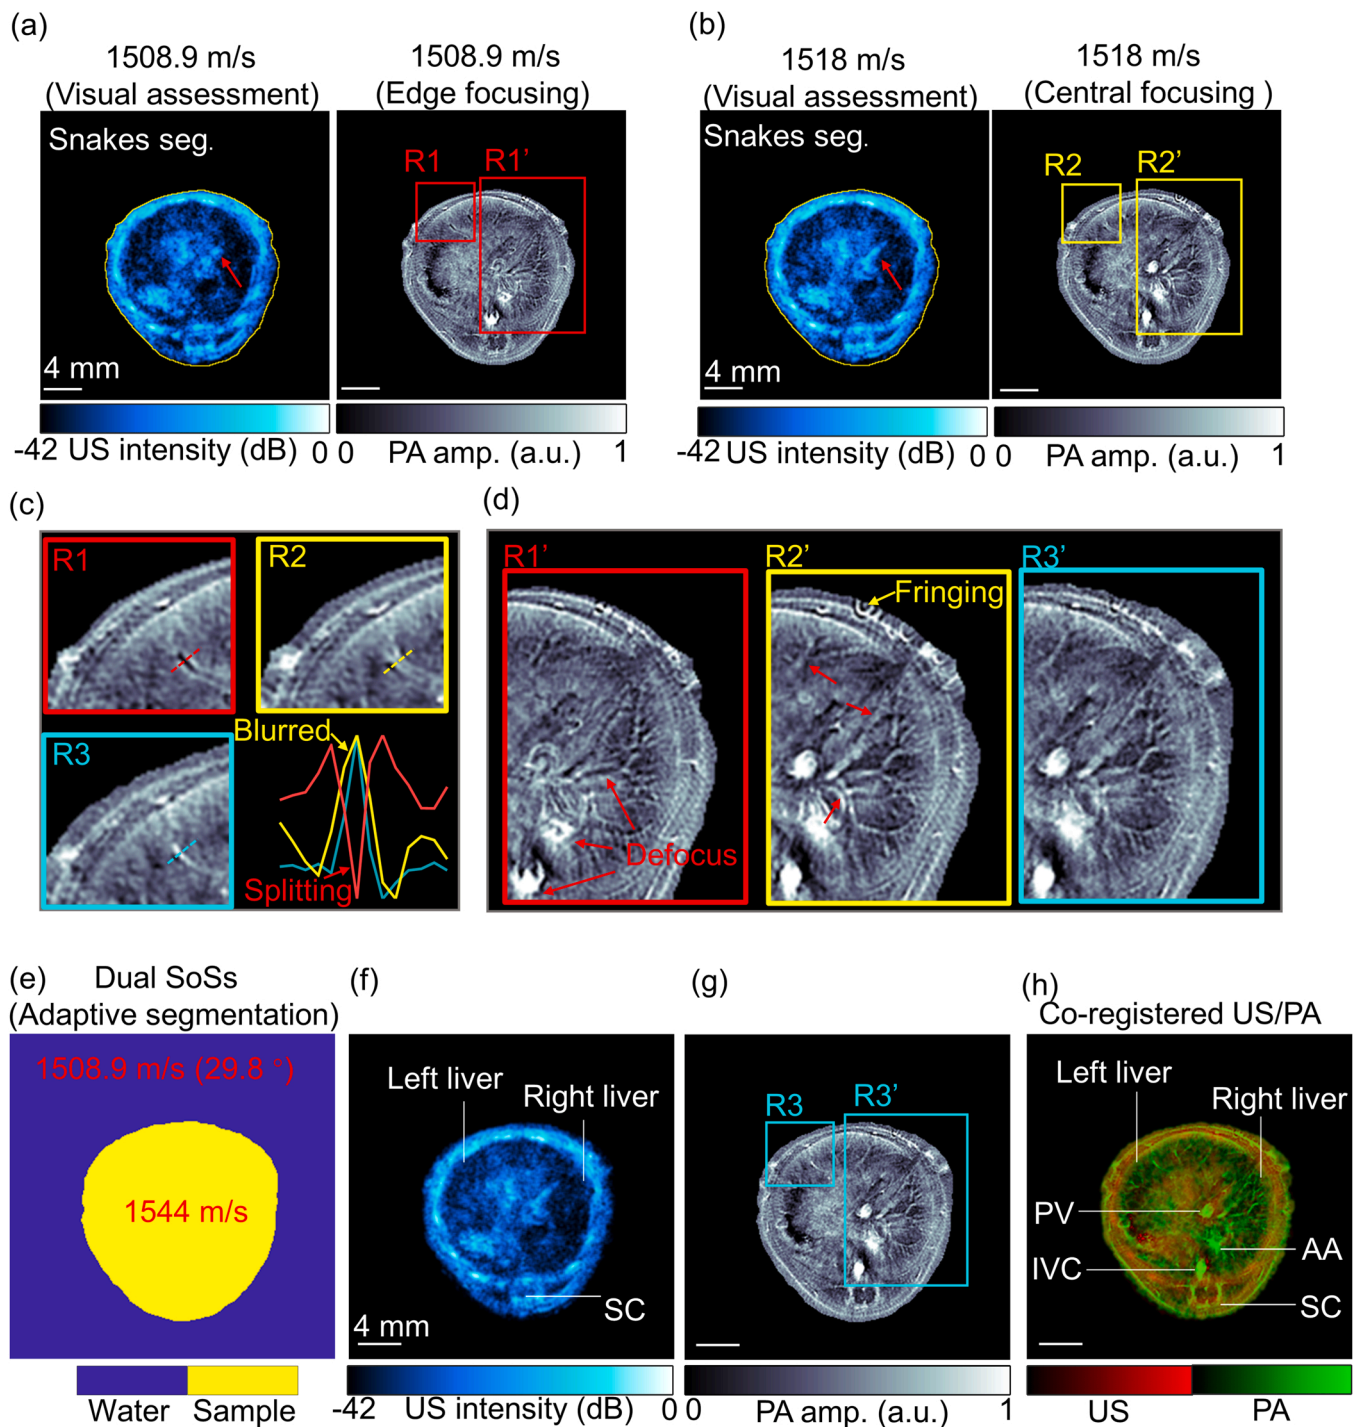 (a)
1508.9 m/s
(Visual assessment)
1508.9 m/s
(Edge focusing)
Snakes seg.
R1
R1’
4 mm
-42 US intensity (dB) 0
0 PA amp. (a.u.) 1
(b)
1518 m/s
(Visual assessment)
1518 m/s
(Central focusing )
Snakes seg.
R2
R2’
4 mm
-42 US intensity (dB) 0
0 PA amp. (a.u.) 1
(c)
R1
R2
R3
Blurred
Splitting
(d)
R1’
R2’
R3’
Fringing
Defocus
(e)
Dual SoSs
(Adaptive segmentation)
1508.9 m/s (29.8 °)
1544 m/s
Water
Sample
(f)
Left liver
Right liver
SC
4 mm
-42 US intensity (dB) 0
(g)
R3
R3’
0 PA amp. (a.u.) 1
(h)
Co-registered US/PA
Left liver
Right liver
PV
AA
IVC
SC
US
PA